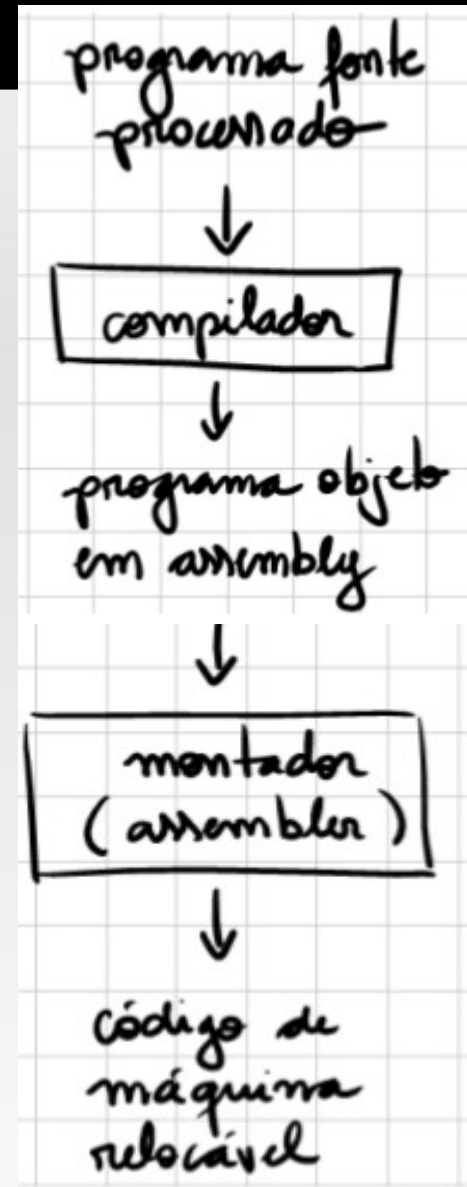 programa fonte
processado
compilador
programa objeto
em assembly
montador
(assembler)
código de
máquina
relocável